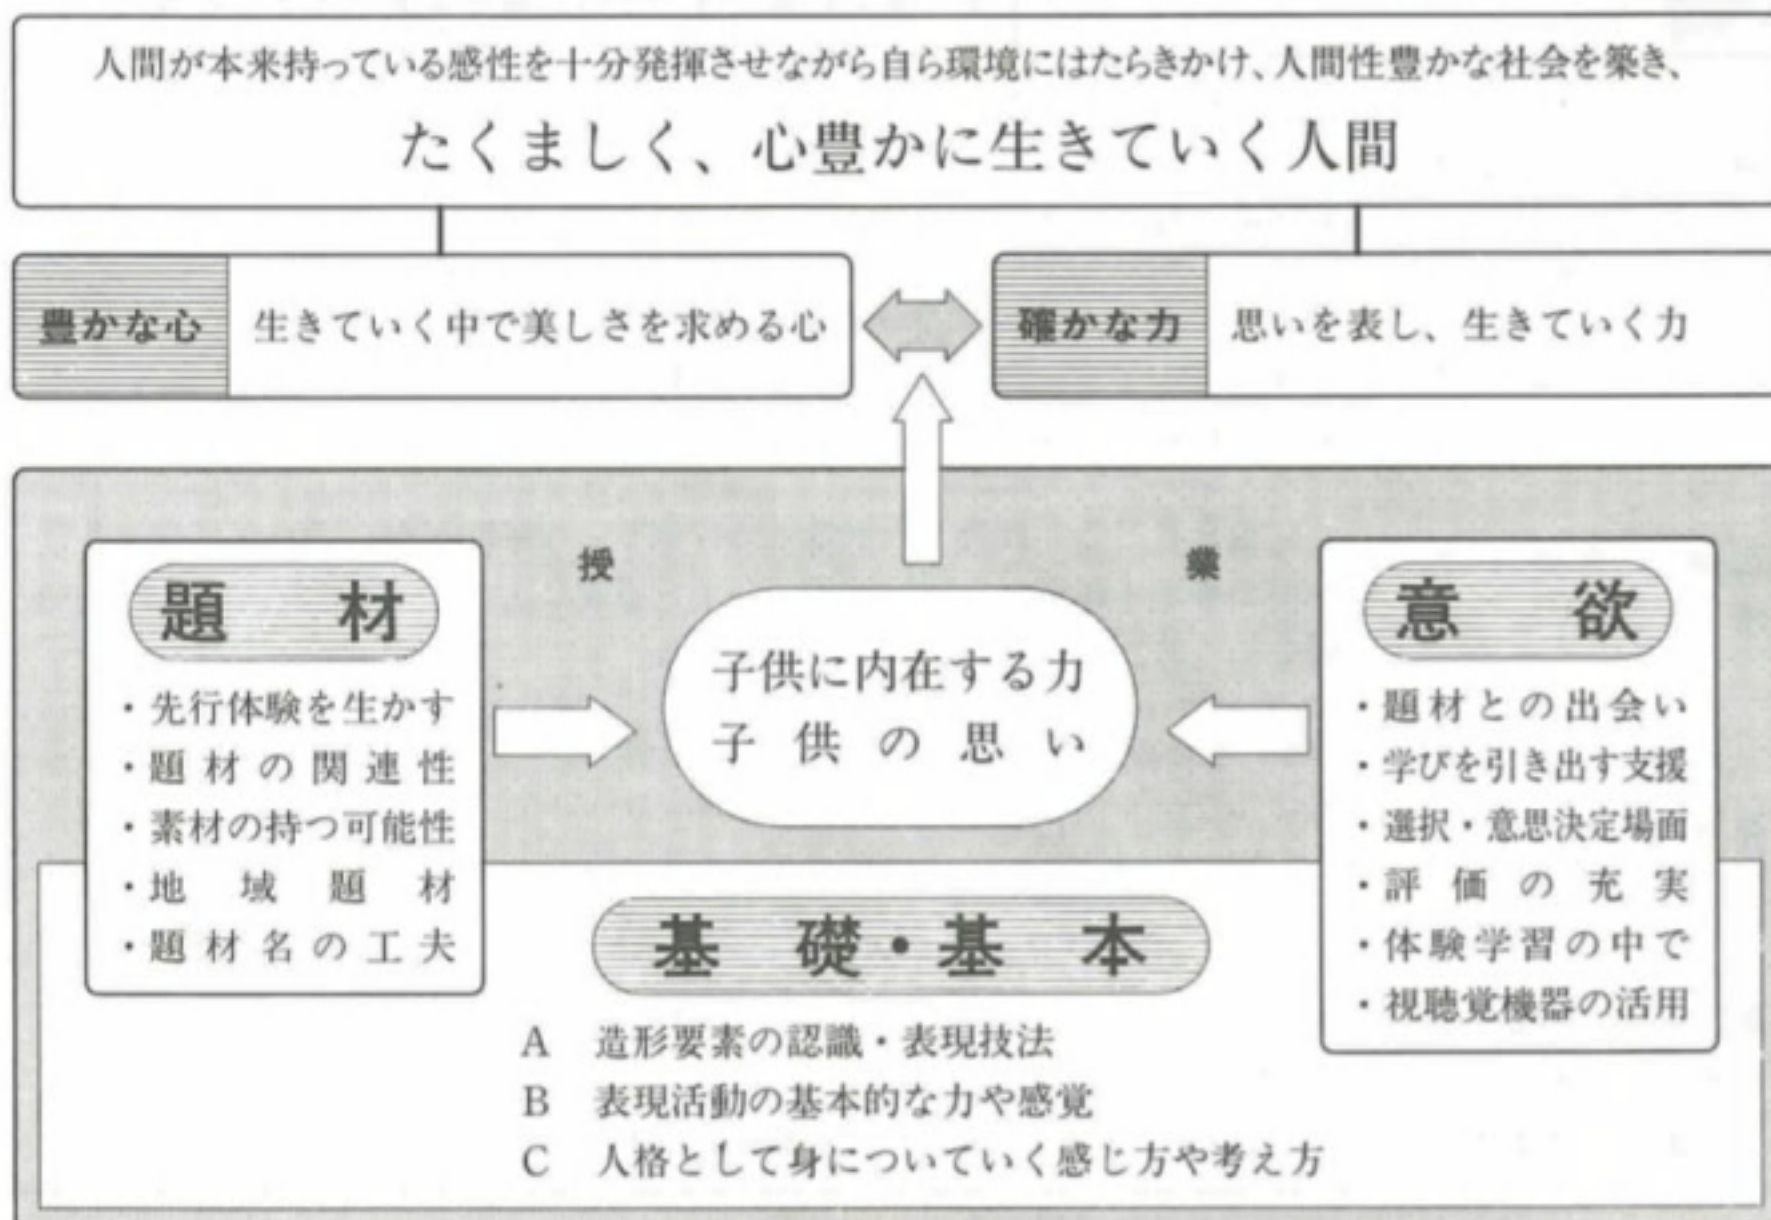 人間が本来持っている感性を十分発揮させながら自ら環境にはたらきかけ、人間性豊かな社会を築き、
たくましく、心豊かに生きていく人間
豊かな心
生きていく中で美しさを求める心
確かな力
思いを表し、生きていく力
授業
題材
・先行体験を生かす
・題材の関連性
・素材の持つ可能性
・地域題材
・題材名の工夫
子供に内在する力
子供の思い
意欲
・題材との出会い
・学びを引き出す支援
・選択・意思決定場面
・評価の充実
・体験学習の中で
・視聴覚機器の活用
基礎・基本
A 造形要素の認識・表現技法
B 表現活動の基本的な力や感覚
C 人格として身についていく感じ方や考え方